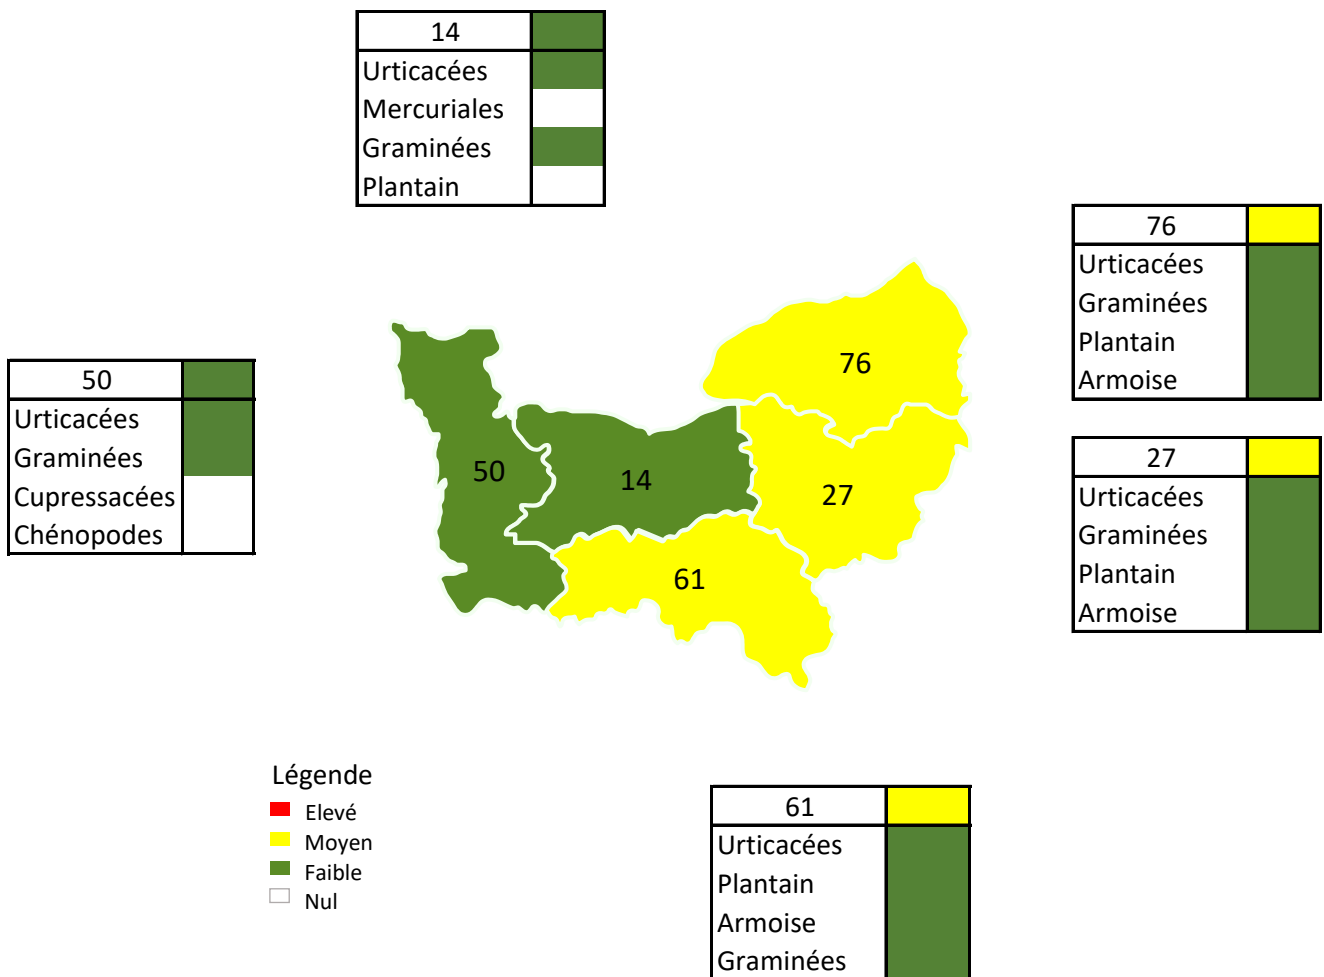 14
Urticacées
Mercuriales
Graminées
Plantain
76
Urticacées
Graminées
Plantain
Armoise
50
Urticacées
Graminées
Cupressacées
Chénopodes
76
50
14
27
61
27
Urticacées
Graminées
Plantain
Armoise
Légende
Elevé
Moyen
Faible
Nul
61
Urticacées
Plantain
Armoise
Graminées